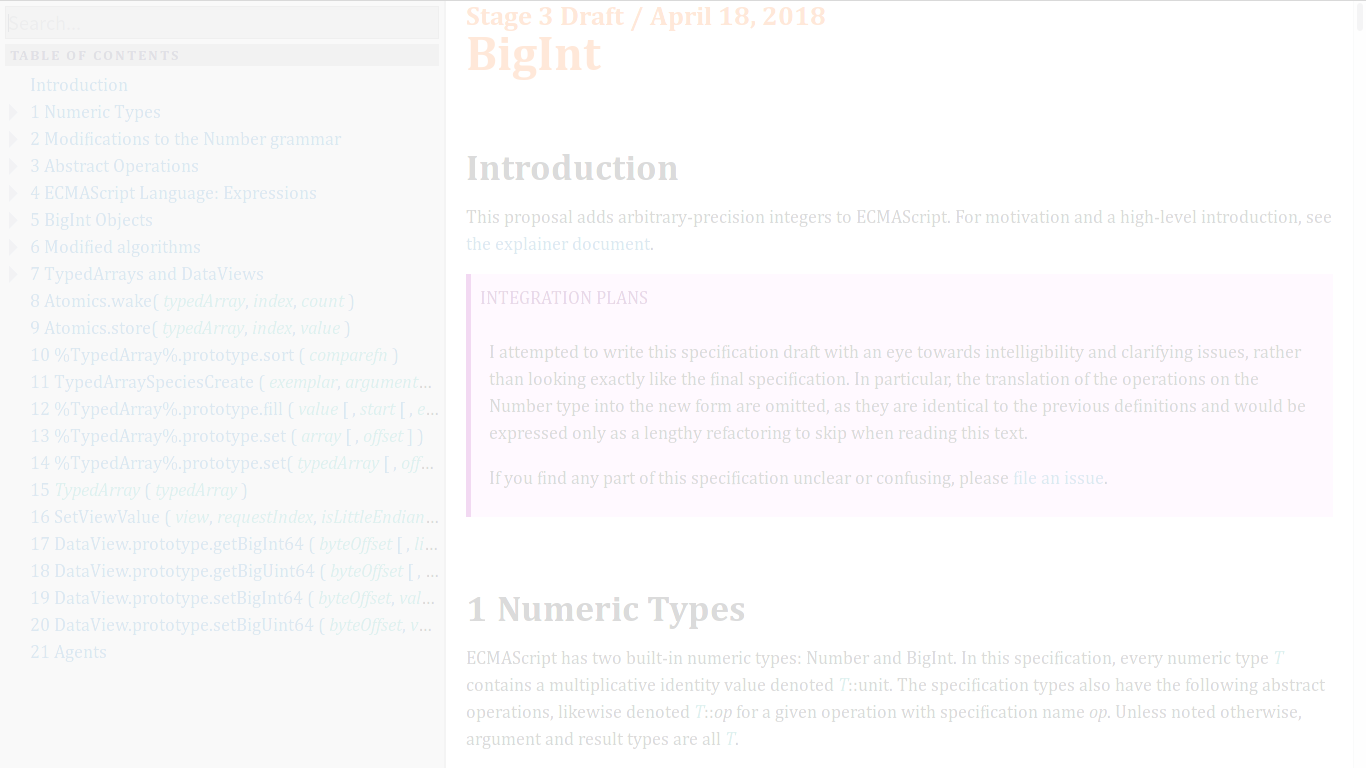 Search...
TABLE OF CONTENTS
Introduction
1 Numeric Types
2 Modifications to the Number grammar
3 Abstract Operations
4 ECMAScript Language: Expressions
5 BigInt Objects
6 Modified algorithms
7 TypedArrays and DataViews
8 Atomics.wake( typedArray, index, count )
9 Atomics.store( typedArray, index, value )
10 %TypedArray%.prototype.sort ( comparefn )
11 TypedArraySpeciesCreate ( exemplar, argument...
12 %TypedArray%.prototype.fill ( value [ , start [ , e...
13 %TypedArray%.prototype.set ( array [ , offset ] )
14 %TypedArray%.prototype.set( typedArray [ , off...
15 TypedArray ( typedArray )
16 SetViewValue ( view, requestIndex, isLittleEndian...
17 DataView.prototype.getBigInt64 ( byteOffset [ , li...
18 DataView.prototype.getBigUint64 ( byteOffset [ , ...
19 DataView.prototype.setBigInt64 ( byteOffset, val...
20 DataView.prototype.setBigUint64 ( byteOffset, v...
21 Agents
Stage 3 Draft / April 18, 2018
BigInt
Introduction
This proposal adds arbitrary-precision integers to ECMAScript. For motivation and a high-level introduction, see
the explainer document.
INTEGRATION PLANS
I attempted to write this specification draft with an eye towards intelligibility and clarifying issues, rather
than looking exactly like the final specification. In particular, the translation of the operations on the
Number type into the new form are omitted, as they are identical to the previous definitions and would be
expressed only as a lengthy refactoring to skip when reading this text.
If you find any part of this specification unclear or confusing, please file an issue.
1 Numeric Types
ECMAScript has two built-in numeric types: Number and BigInt. In this specification, every numeric type T
contains a multiplicative identity value denoted T::unit. The specification types also have the following abstract
operations, likewise denoted T::op for a given operation with specification name op. Unless noted otherwise,
argument and result types are all T.